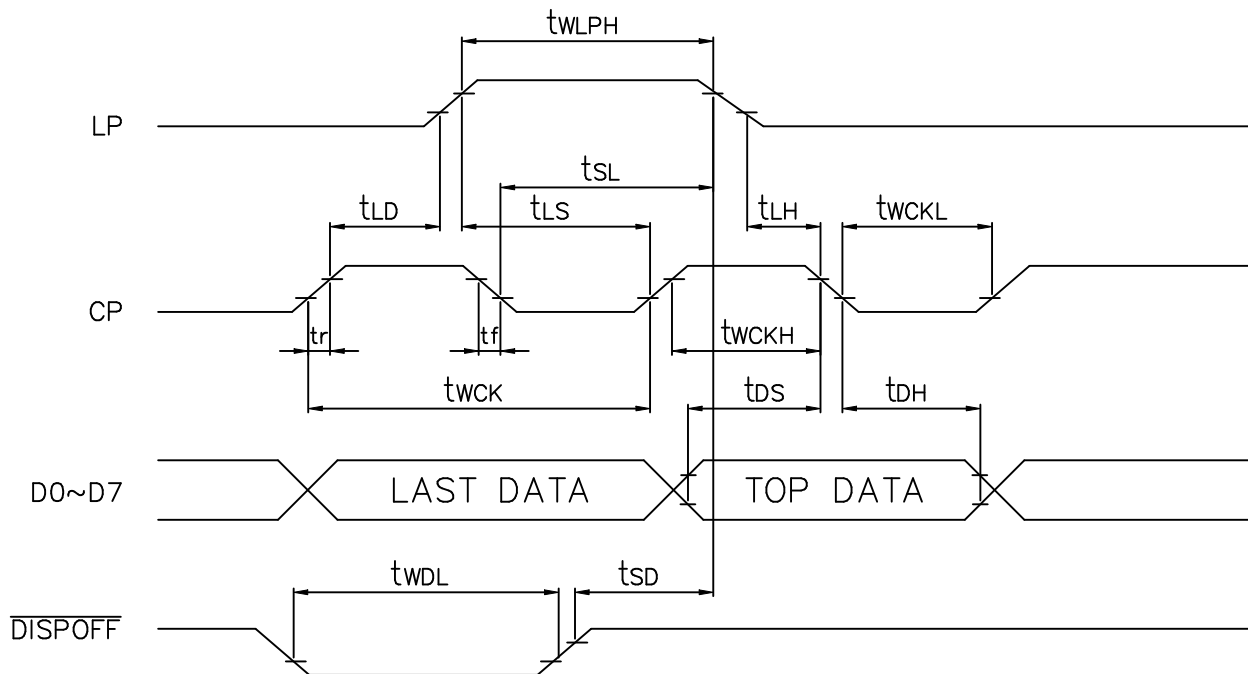 tWLPH
LP
tSL
tLD
tLS
tLH
tWCKL
CP
tr
tf
tWCKH
tWCK
tDS
tDH
D0~D7
LAST DATA
TOP DATA
tWDL
tSD
DISPOFF